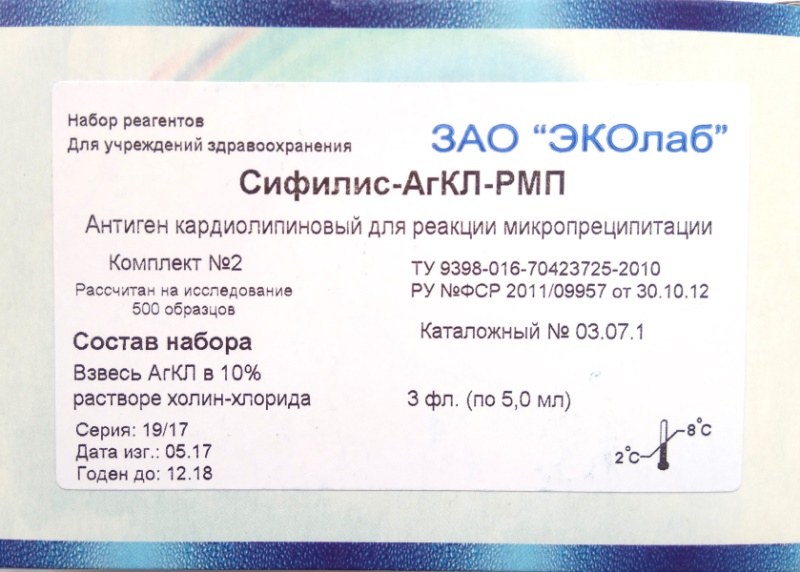 Набор реагентов
Для учреждений здравоохранения
ЗАО “ЭКОлаб”
Сифилис-АгКЛ-РМП
Антиген кардиолипиновый для реакции микропреципитации
Комплект №2
Рассчитан на исследование
500 образцов
ТУ 9398-016-70423725-2010
РУ №ФСР 2011/09957 от 30.10.12
Каталожный № 03.07.1
Состав набора
Взвесь АгКЛ в 10%
растворе холин-хлорида
3 фл. (по 5,0 мл)
Серия: 19/17
Дата изг.: 05.17
Годен до: 12.18
8°C
2°C